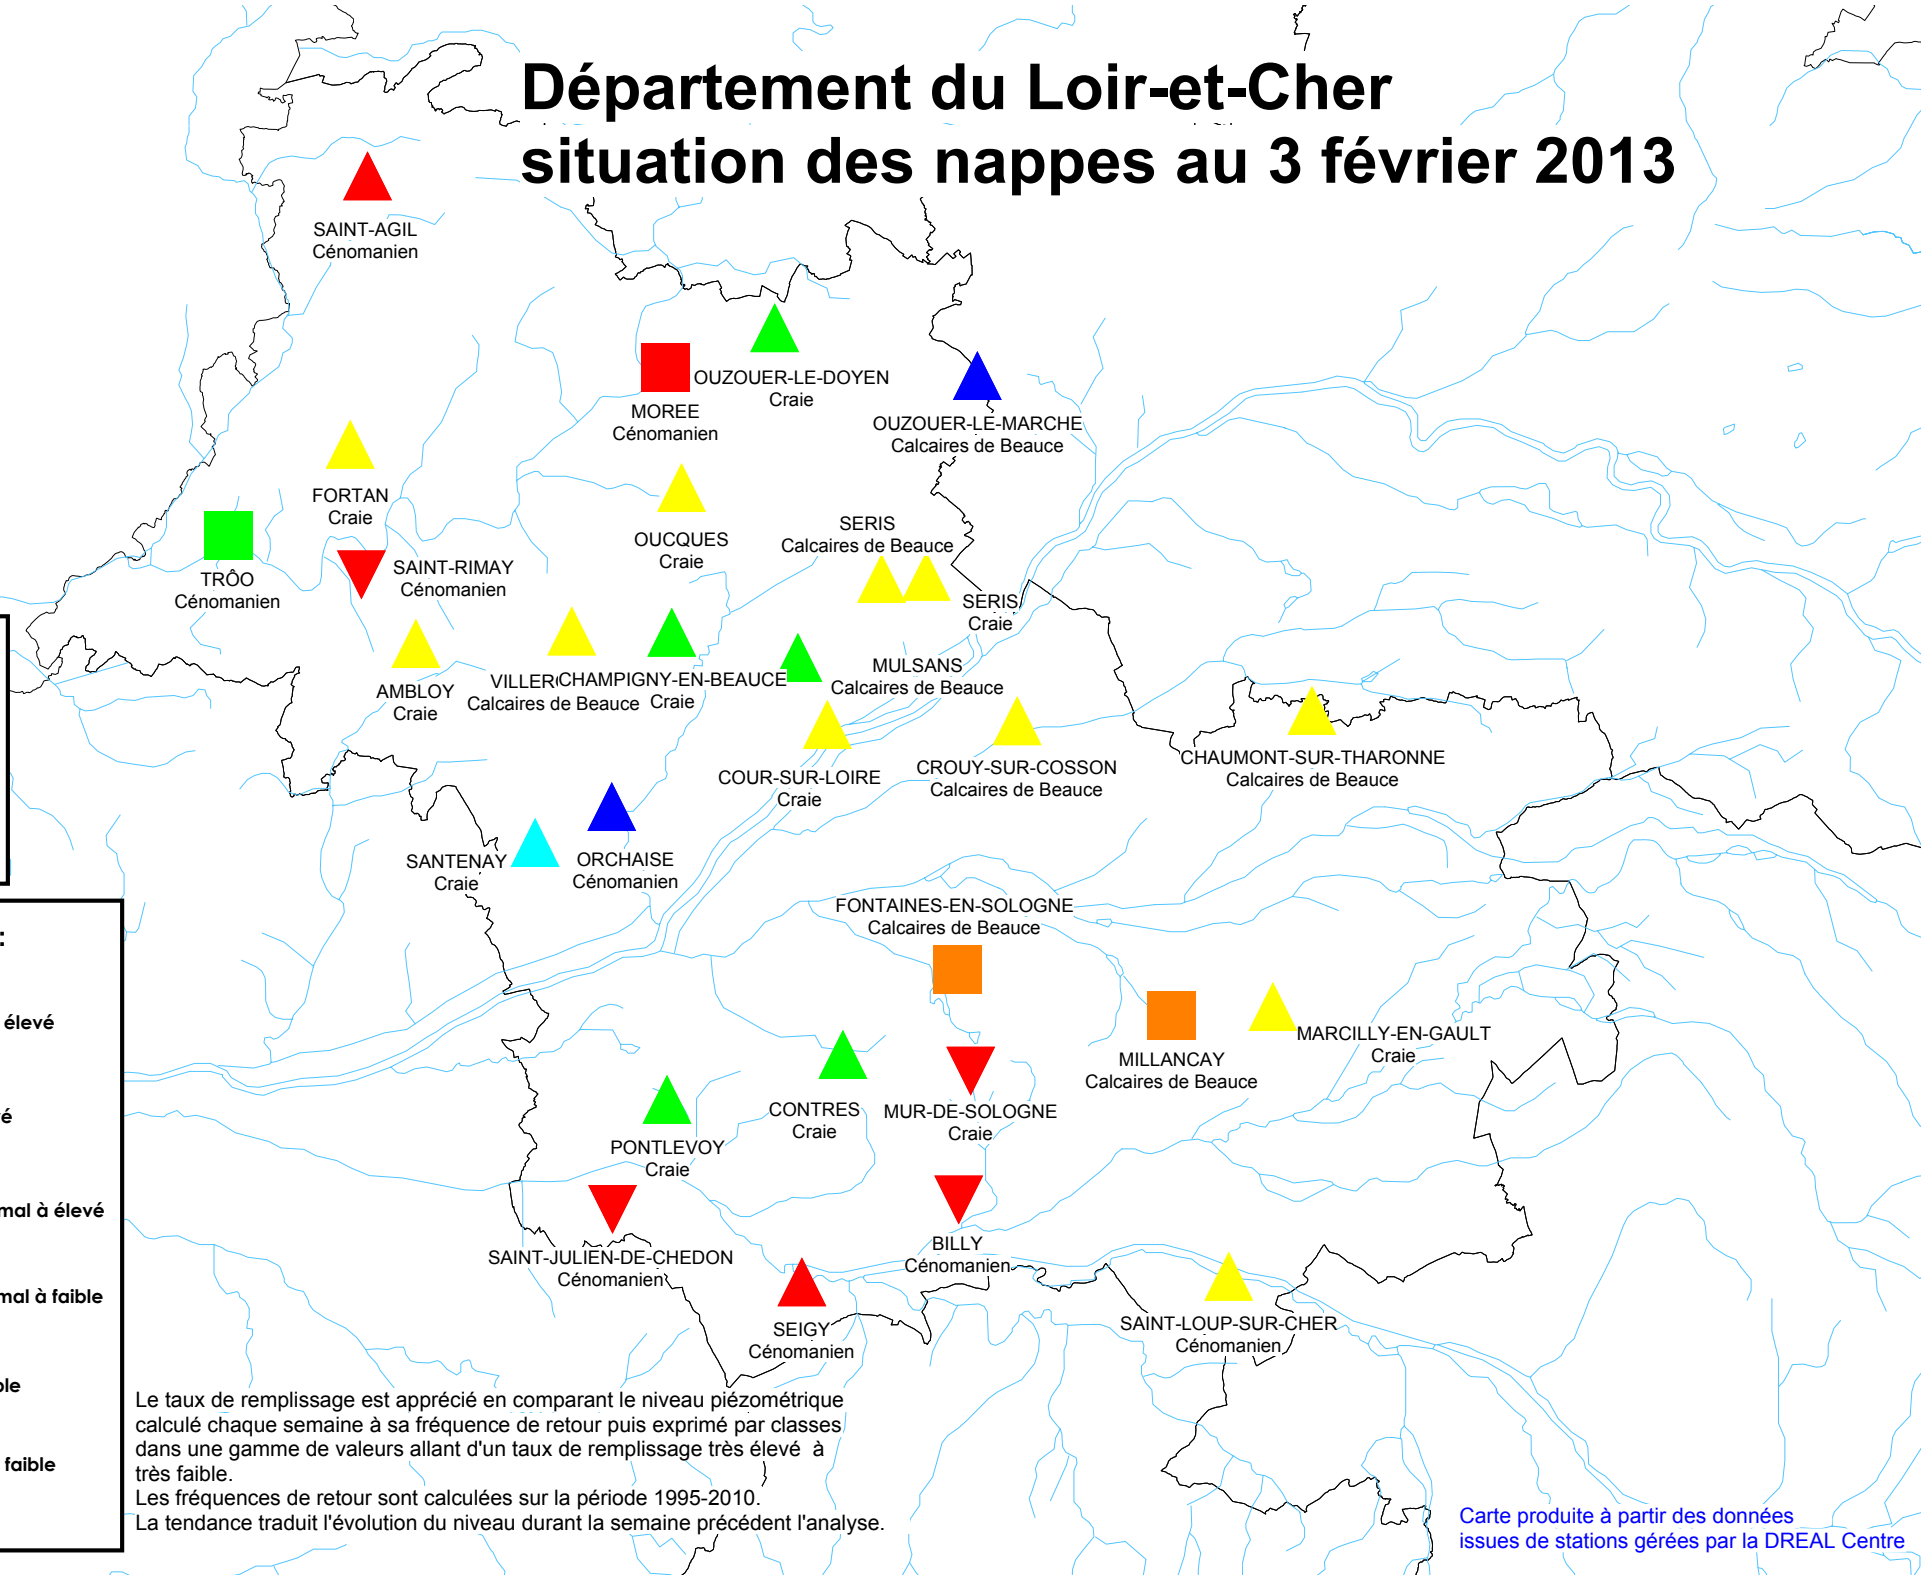 Département du Loir-et-Cher
situation des nappes au 3 février 2013
SAINT-AGIL
Cénomanien
OUZOUER-LE-DOYEN
Craie
MOREE
Cénomanien
OUZOUER-LE-MARCHE
Calcaires de Beauce
FORTAN
Craie
OUCQUES
Craie
SERIS
Calcaires de Beauce
TRÔO
Cénomanien
SAINT-RIMAY
Cénomanien
SERIS
Craie
AMBLOY
Craie
CHAMPIGNY-EN-BEAUCE
Calcaires de Beauce
Craie
MULSANS
Calcaires de Beauce
COUR-SUR-LOIRE
Craie
CROUY-SUR-COSSON
Calcaires de Beauce
CHAUMONT-SUR-THARONNE
Calcaires de Beauce
SANTENAY
Craie
ORCHAISE
Cénomanien
FONTAINES-EN-SOLOGNE
Calcaires de Beauce
MILLANCAY
Calcaires de Beauce
MARCILLY-EN-GAULT
Craie
CONTRES
Craie
MUR-DE-SOLOGNE
Craie
PONTLEVOY
Craie
SAINT-JULIEN-DE-CHEDON
Cénomanien
BILLY
Cénomanien
SEIGY
Cénomanien
SAINT-LOUP-SUR-CHER
Cénomanien
:
élevé
mal à élevé
mal à faible
faible
Le taux de remplissage est apprécié en comparant le niveau piézométrique
calculé chaque semaine à sa fréquence de retour puis exprimé par classes
dans une gamme de valeurs allant d'un taux de remplissage très élevé à
très faible.
Les fréquences de retour sont calculées sur la période 1995-2010.
La tendance traduit l'évolution du niveau durant la semaine précédent l'analyse.
Carte produite à partir des données
issues de stations gérées par la DREAL Centre